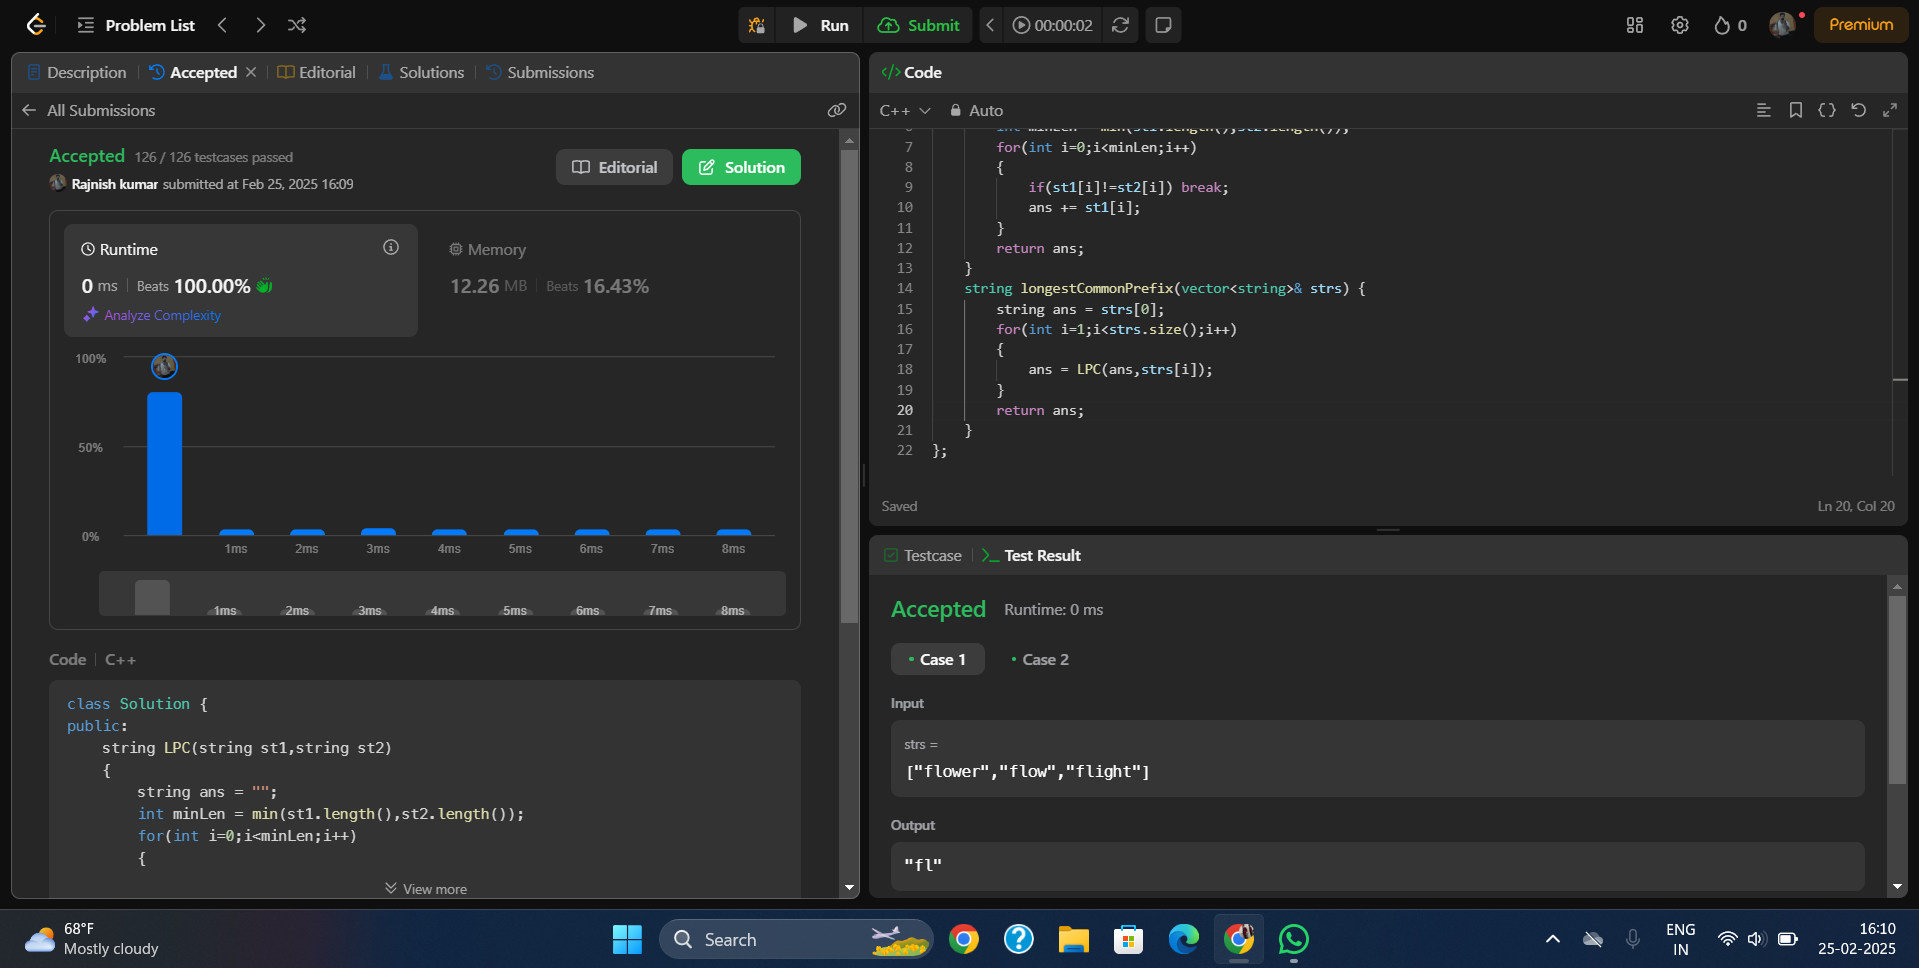 Problem List
Run
Submit
00:00:02
0
Premium
Description
Accepted
Editorial
Solutions
Submissions
All Submissions
Accepted 126 / 126 testcases passed
Rajnish kumar submitted at Feb 25, 2025 16:09
Editorial
Solution
Runtime
0 ms Beats 100.00%
Analyze Complexity
Memory
12.26 MB Beats 16.43%
100%
50%
0%
1ms 2ms 3ms 4ms 5ms 6ms 7ms 8ms
1ms 2ms 3ms 4ms 5ms 6ms 7ms 8ms
Code C++
class Solution {
public:
string LPC(string st1,string st2)
{
string ans = "";
int minLen = min(st1.length(),st2.length());
for(int i=0;i<minLen;i++)
{
View more
</> Code
C++ Auto
6 int minLen = min(st1.length(),st2.length());
7 for(int i=0;i<minLen;i++)
8 {
9 if(st1[i]!=st2[i]) break;
10 ans += st1[i];
11 }
12 return ans;
13 }
14 string longestCommonPrefix(vector<string>& strs) {
15 string ans = strs[0];
16 for(int i=1;i<strs.size();i++)
17 {
18 ans = LPC(ans,strs[i]);
19 }
20 return ans;
21 }
22 };
Saved
Ln 20, Col 20
Testcase
Test Result
Accepted Runtime: 0 ms
Case 1
Case 2
Input
strs =
["flower","flow","flight"]
Output
"fl"
68°F
Mostly cloudy
Search
ENG
IN
16:10
25-02-2025